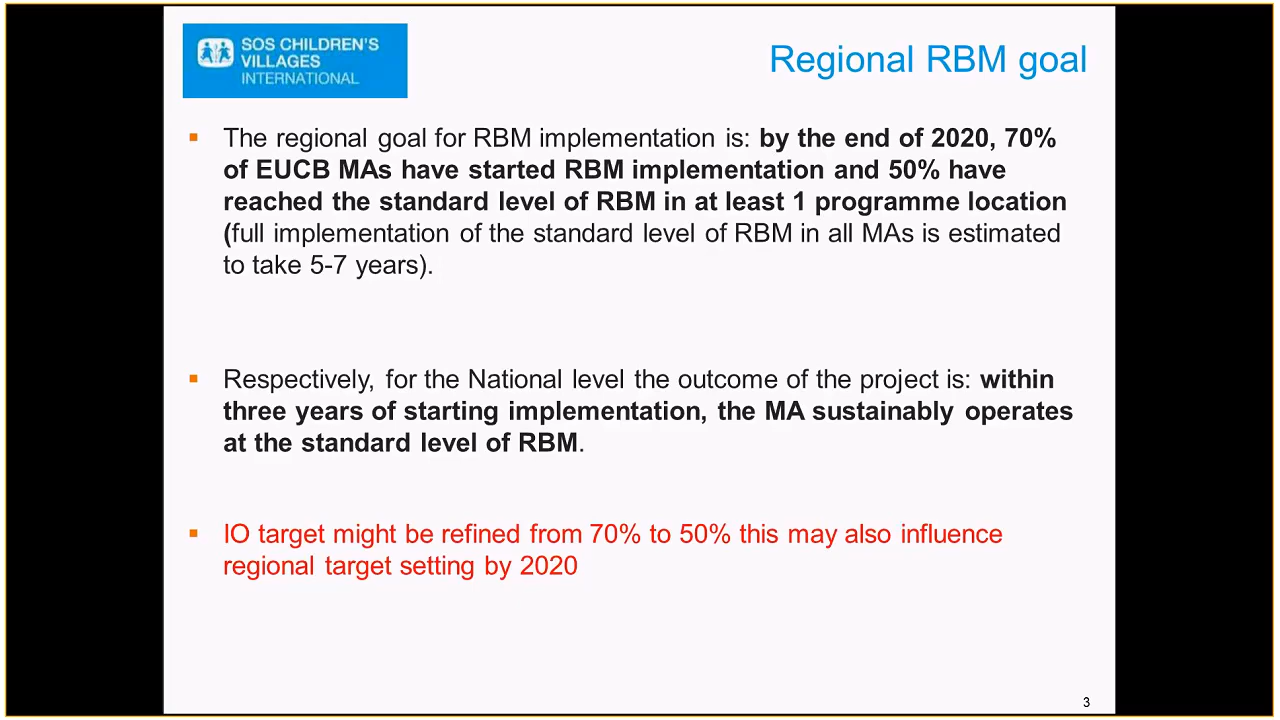 SOS CHILDREN'S
VILLAGES
INTERNATIONAL
Regional RBM goal
▪ The regional goal for RBM implementation is: by the end of 2020, 70%
of EUCB MAs have started RBM implementation and 50% have
reached the standard level of RBM in at least 1 programme location
(full implementation of the standard level of RBM in all MAs is estimated
to take 5-7 years).
▪ Respectively, for the National level the outcome of the project is: within
three years of starting implementation, the MA sustainably operates
at the standard level of RBM.
▪ IO target might be refined from 70% to 50% this may also influence
regional target setting by 2020
3